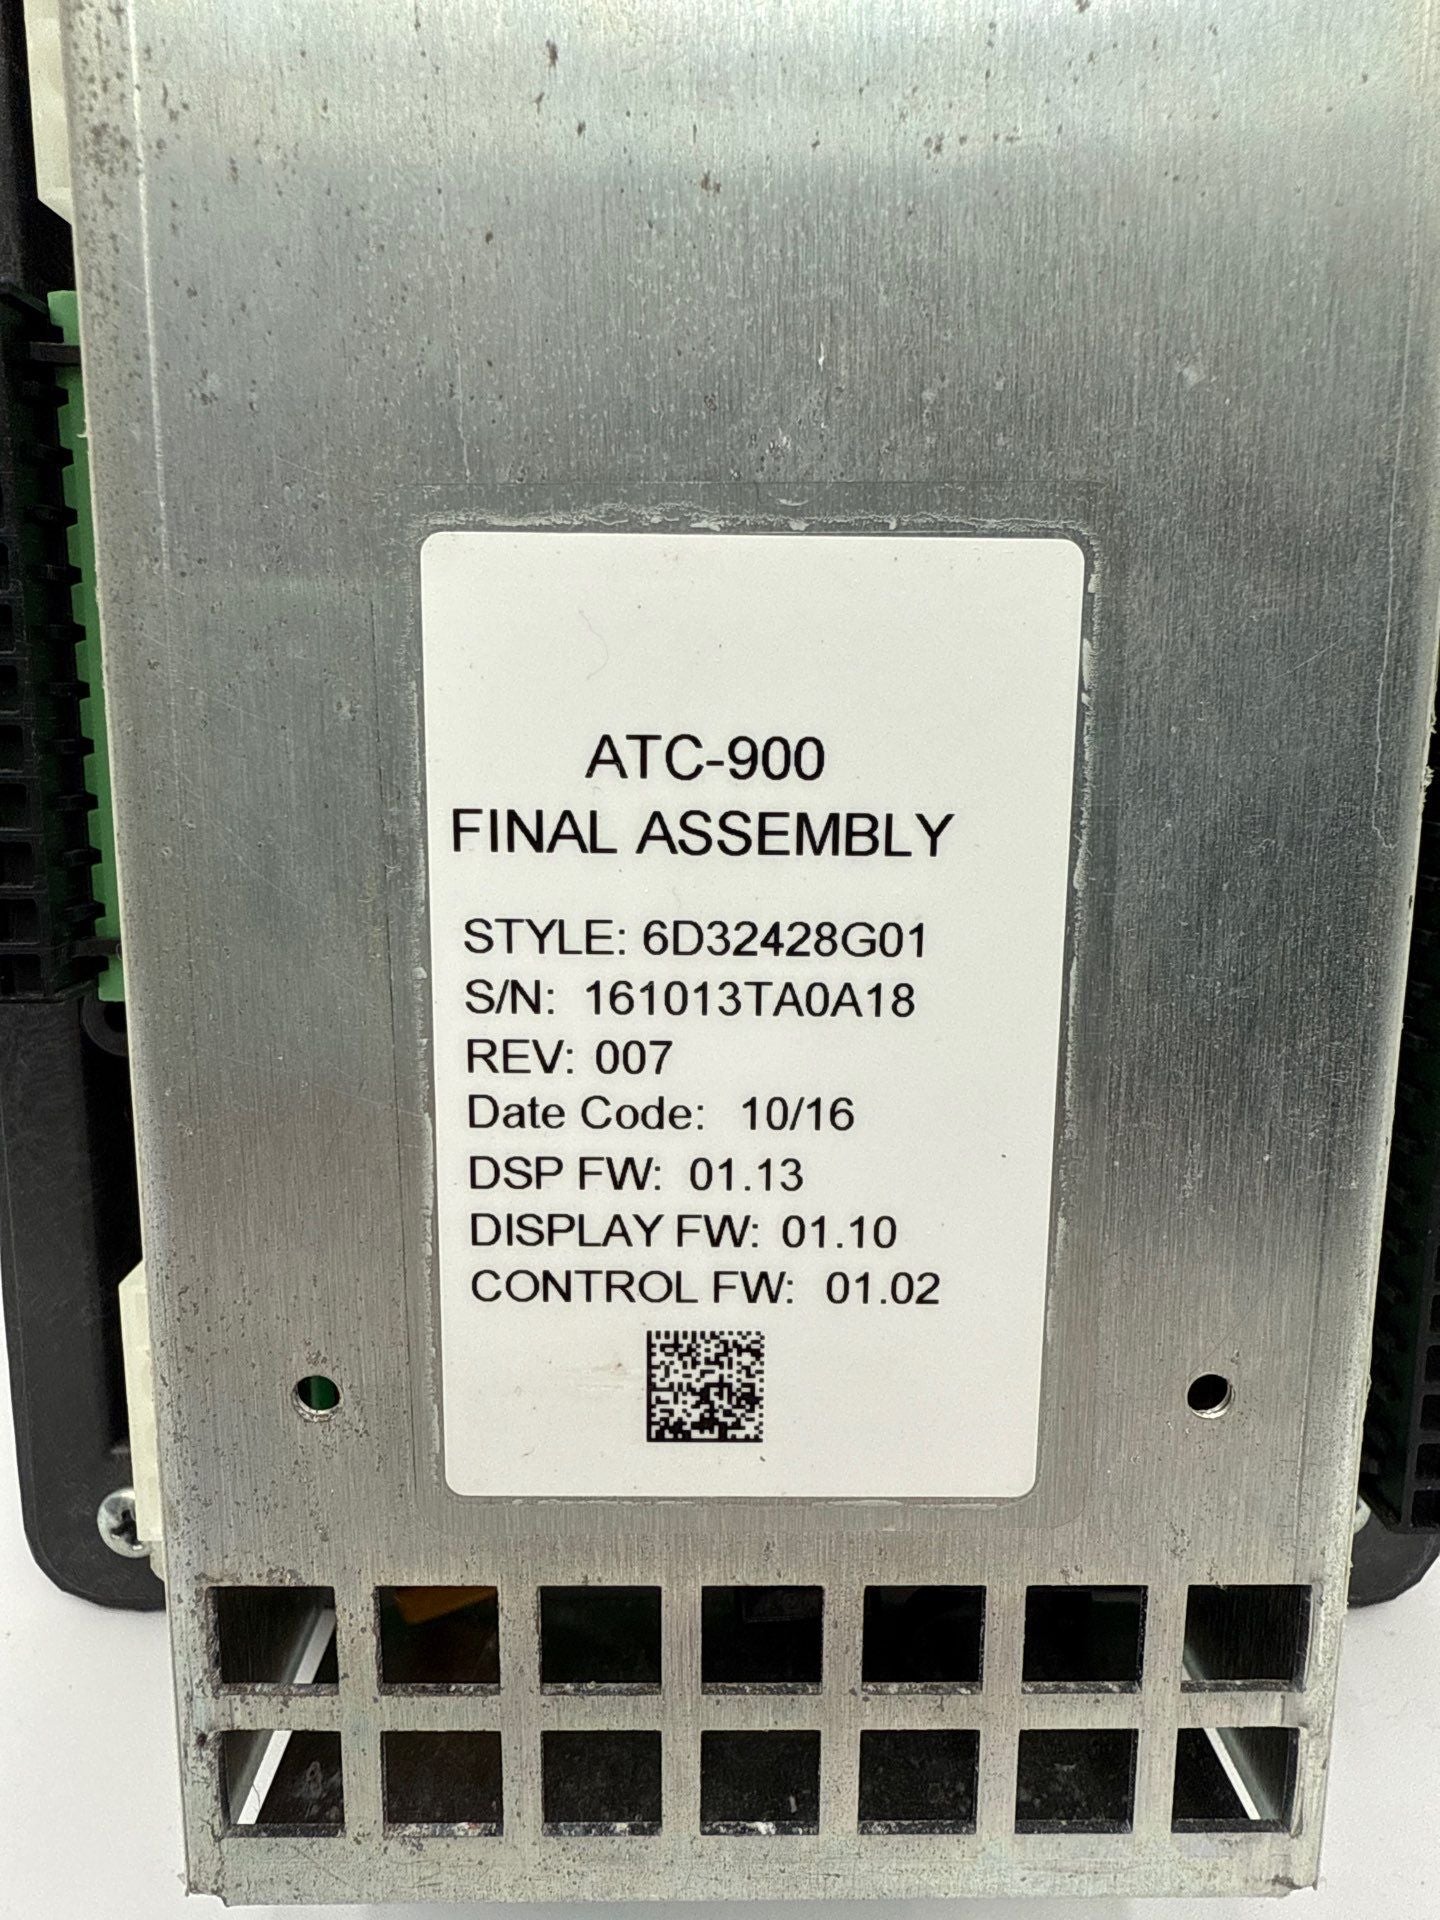 ATC-900
FINAL ASSEMBLY
STYLE: 6D32428G01
S/N: 161013TA0A18
REV: 007
Date Code: 10/16
DSP FW: 01.13
DISPLAY FW: 01.10
CONTROL FW: 01.02